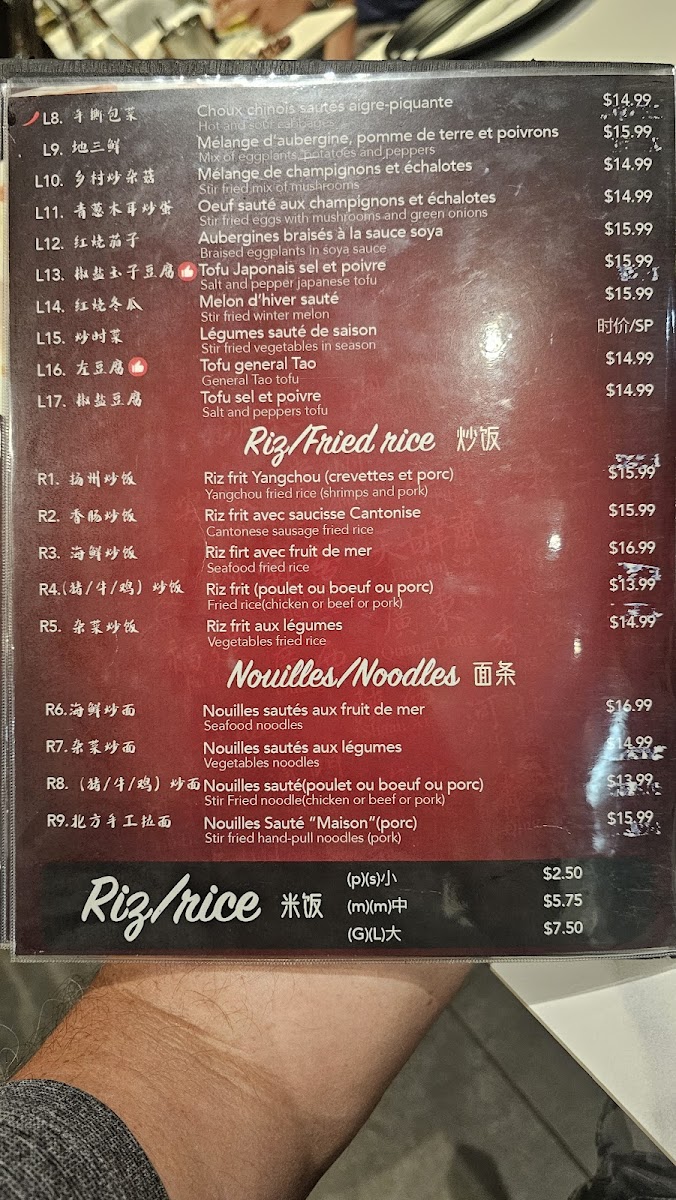 L8. 手撕包菜 Choux chinois sautés aigre-piquante $14.99
Hot and sour cabbages
L9. 地三鲜 Mélange d'aubergine, pomme de terre et poivrons $15.99
Mix of eggplants, potatoes and peppers
L10. 乡村炒杂菇 Mélange de champignons et échalotes $14.99
Stir fried mix of mushrooms
L11. 青葱木耳炒蛋 Oeuf sauté aux champignons et échalotes $14.99
Stir fried eggs with mushrooms and green onions
L12. 红烧茄子 Aubergines braisés à la sauce soya $15.99
Braised eggplants in soya sauce
L13. 椒盐玉子豆腐 Tofu Japonais sel et poivre $15.99
Salt and pepper japanese tofu
L14. 红烧冬瓜 Melon d'hiver sauté $15.99
Stir fried winter melon
L15. 炒时菜 Légumes sauté de saison 时价/SP
Stir fried vegetables in season
L16. 左豆腐 Tofu general Tao $14.99
General Tao tofu
L17. 椒盐豆腐 Tofu sel et poivre $14.99
Salt and peppers tofu
Riz/Fried rice 炒饭
R1. 扬州炒饭 Riz frit Yangchou (crevettes et porc) $15.99
Yangchou fried rice (shrimps and pork)
R2. 香肠炒饭 Riz frit avec saucisse Cantonise $15.99
Cantonese sausage fried rice
R3. 海鲜炒饭 Riz firt avec fruit de mer $16.99
Seafood fried rice
R4.(猪/牛/鸡) 炒饭 Riz frit (poulet ou boeuf ou porc) $13.99
Fried rice(chicken or beef or pork)
R5. 杂菜炒饭 Riz frit aux légumes $14.99
Vegetables fried rice
Nouilles/Noodles 面条
R6.海鲜炒面 Nouilles sautés aux fruit de mer $16.99
Seafood noodles
R7.杂菜炒面 Nouilles sautés aux légumes $14.99
Vegetables noodles
R8. (猪/牛/鸡) 炒面 Nouilles sauté(poulet ou boeuf ou porc) $13.99
Stir Fried noodle(chicken or beef or pork)
R9.北方手工拉面 Nouilles Sauté "Maison"(porc) $15.99
Stir fried hand-pull noodles (pork)
Riz/rice 米饭
(p)(s)小 $2.50
(m)(m)中 $5.75
(G)(L)大 $7.50